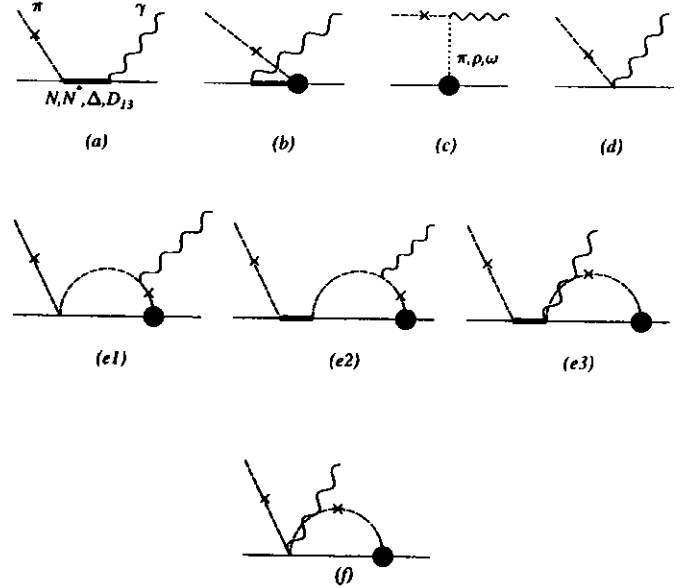 π γ
N,N*,Δ,D₁₃
π,ρ,ω
(a) (b) (c) (d)
(e1) (e2) (e3)
(f)